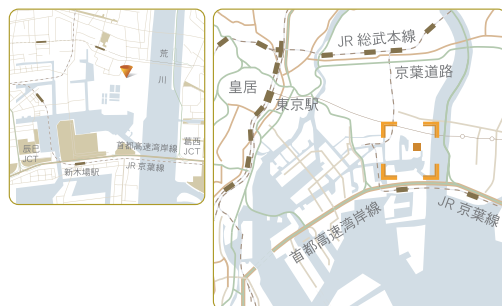 荒
川
辰巳
JCT
首都高速湾岸線
葛西
JCT
新木場駅
JR 京葉線
JR 総武本線
京葉道路
皇居
東京駅
首都高速湾岸線
JR 京葉線